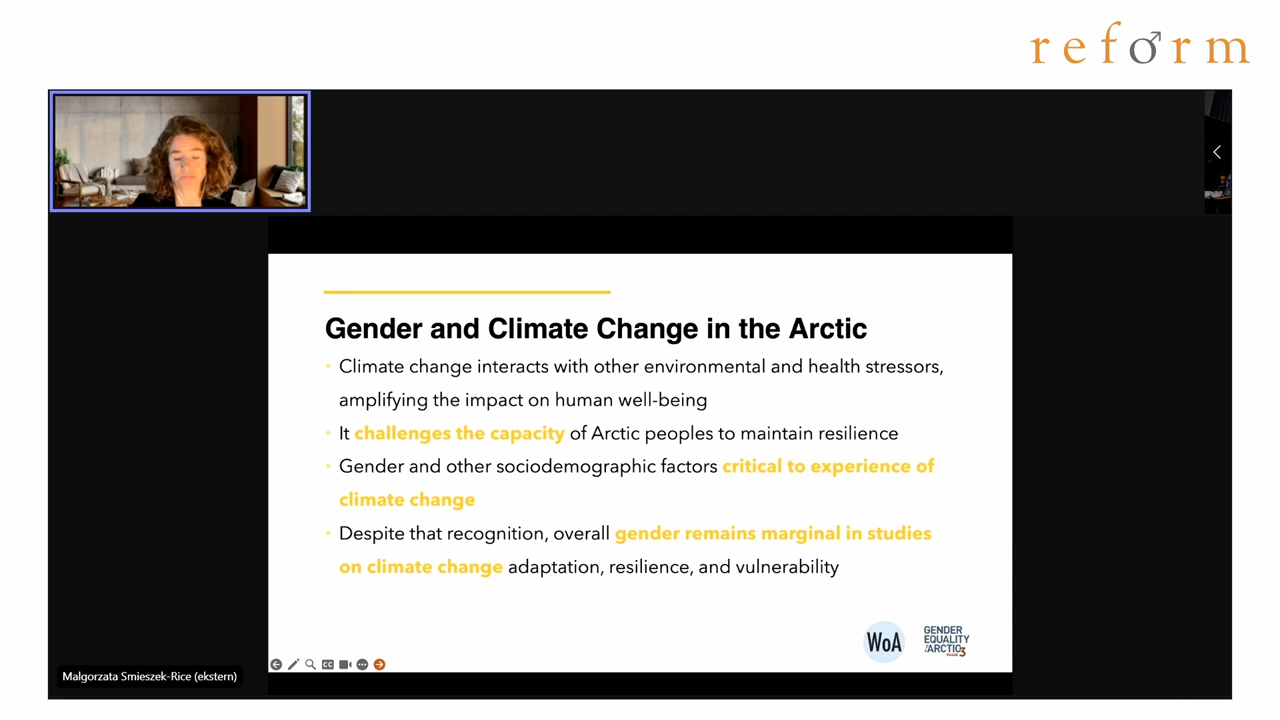 reform
Gender and Climate Change in the Arctic
• Climate change interacts with other environmental and health stressors,
amplifying the impact on human well-being
• It challenges the capacity of Arctic peoples to maintain resilience
• Gender and other sociodemographic factors critical to experience of
climate change
• Despite that recognition, overall gender remains marginal in studies
on climate change adaptation, resilience, and vulnerability
WoA
GENDER
EQUALITY
ARCTIC
PHASE 3
CC
Malgorzata Smieszek-Rice (ekstern)